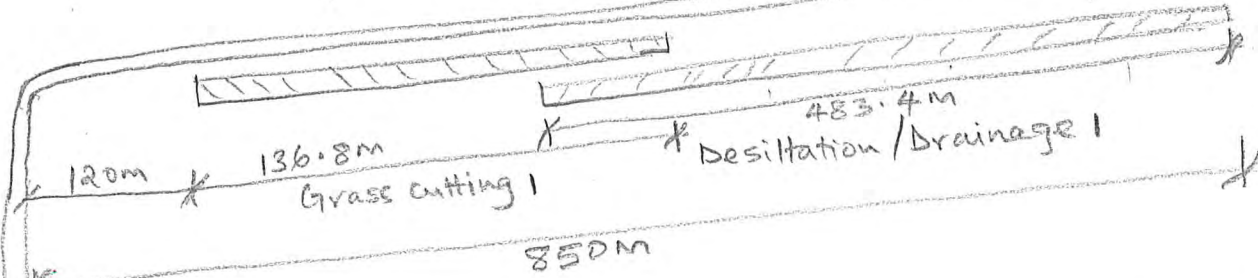 120m
136.8m
Grass cutting 1
483.4m
Desiltation/Drainage 1
850m